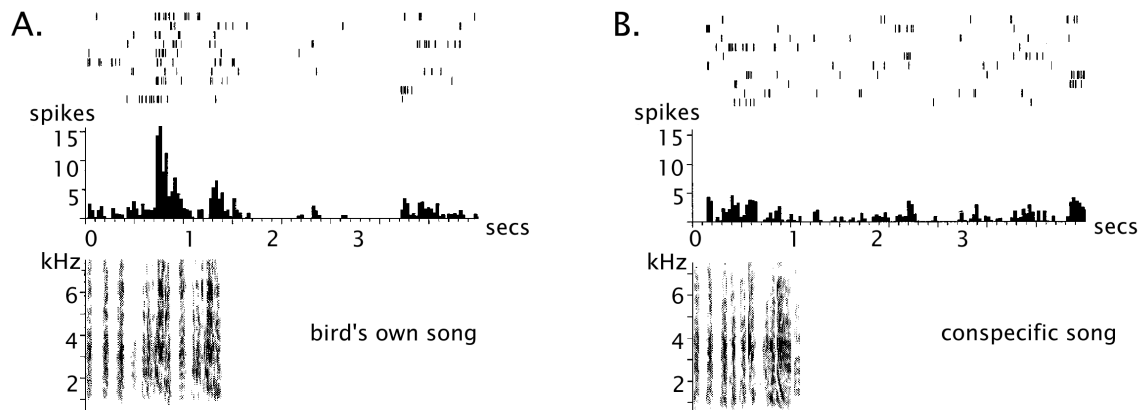 A.
spikes
15
10
5
0 1 2 3 secs
kHz
6
4
2
bird's own song
B.
spikes
15
10
5
0 1 2 3 secs
kHz
6
4
2
conspecific song